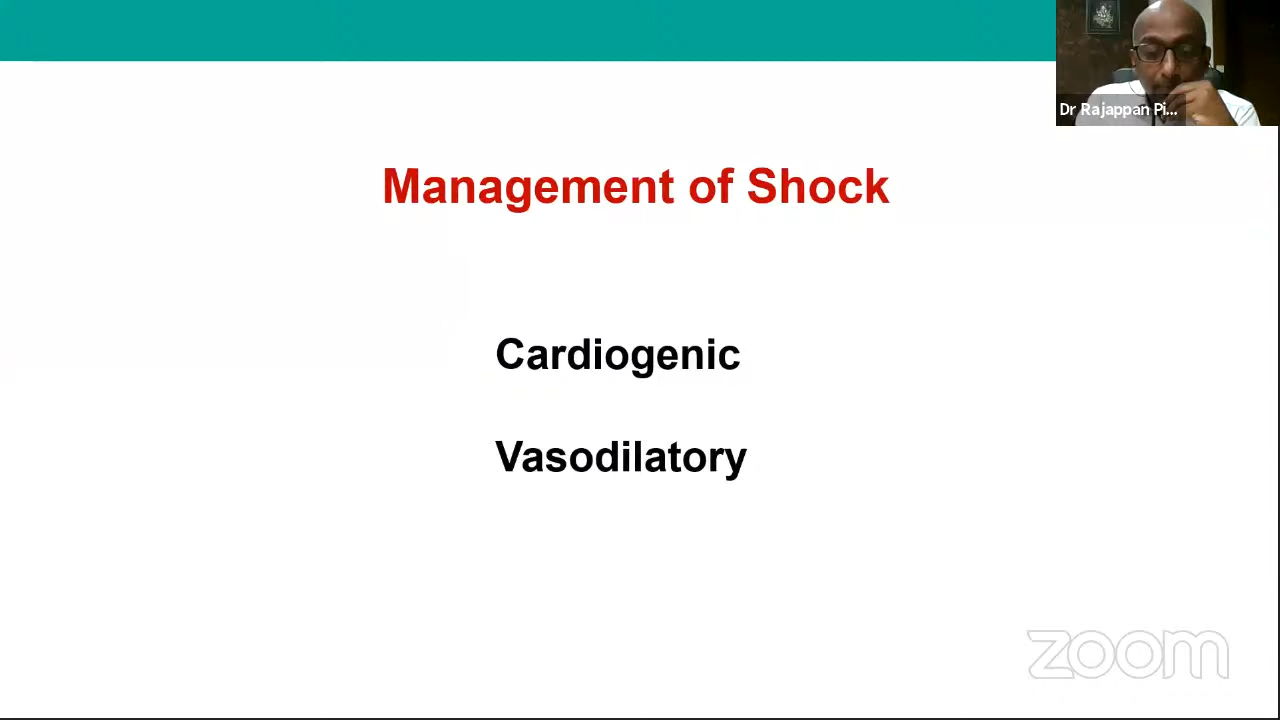 Dr Rajappan Pi...
Management of Shock
Cardiogenic
Vasodilatory
zoom